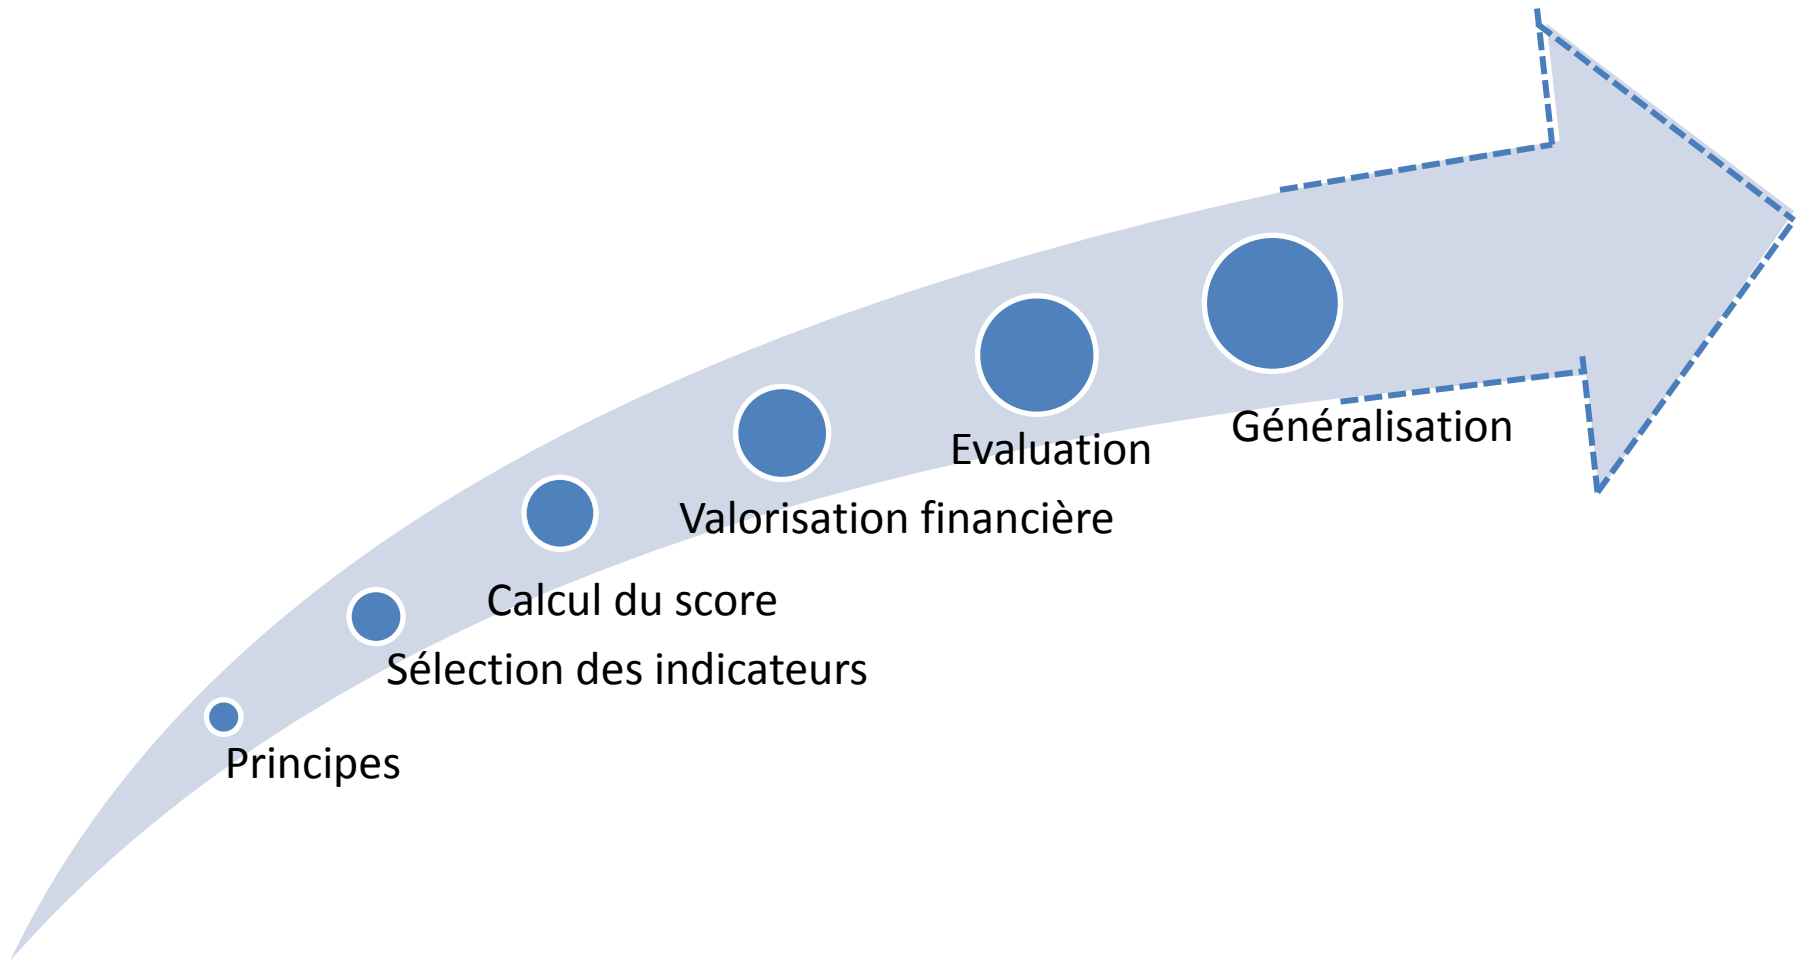 Principes
Sélection des indicateurs
Calcul du score
Valorisation financière
Evaluation
Généralisation